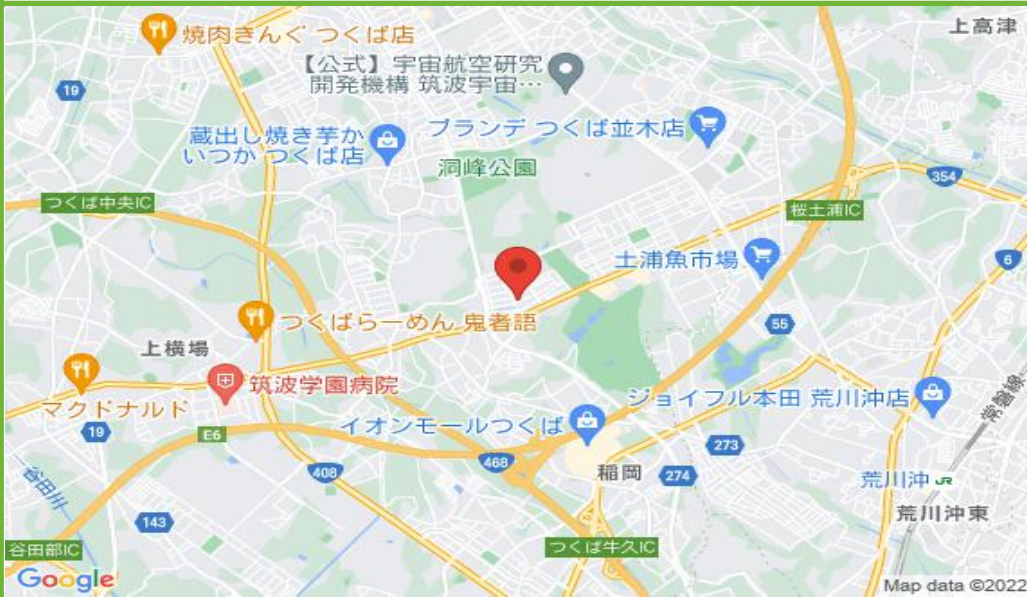 上高津
焼肉きんぐ つくば店
【公式】宇宙航空研究
開発機構 筑波宇宙…
19
蔵出し焼き芋か
いつか つくば店
ブランデ つくば並木店
洞峰公園
354
つくば中央IC
桜土浦IC
土浦魚市場
6
つくばらーめん 鬼者語
55
上横場
筑波学園病院
マクドナルド
ジョイフル本田 荒川沖店
常磐線
イオンモールつくば
19
E6
468
273
408
稲岡
274
荒川沖 JR
谷田川
143
荒川沖東
谷田部IC
つくば牛久IC
Google
Map data ©2022